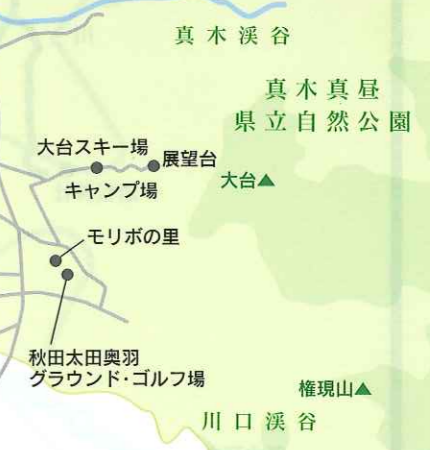 真木渓谷
真木真昼
県立自然公園
大台スキー場
展望台
キャンプ場
大台▲
モリボの里
秋田太田奥羽
グラウンド・ゴルフ場
権現山▲
川口渓谷